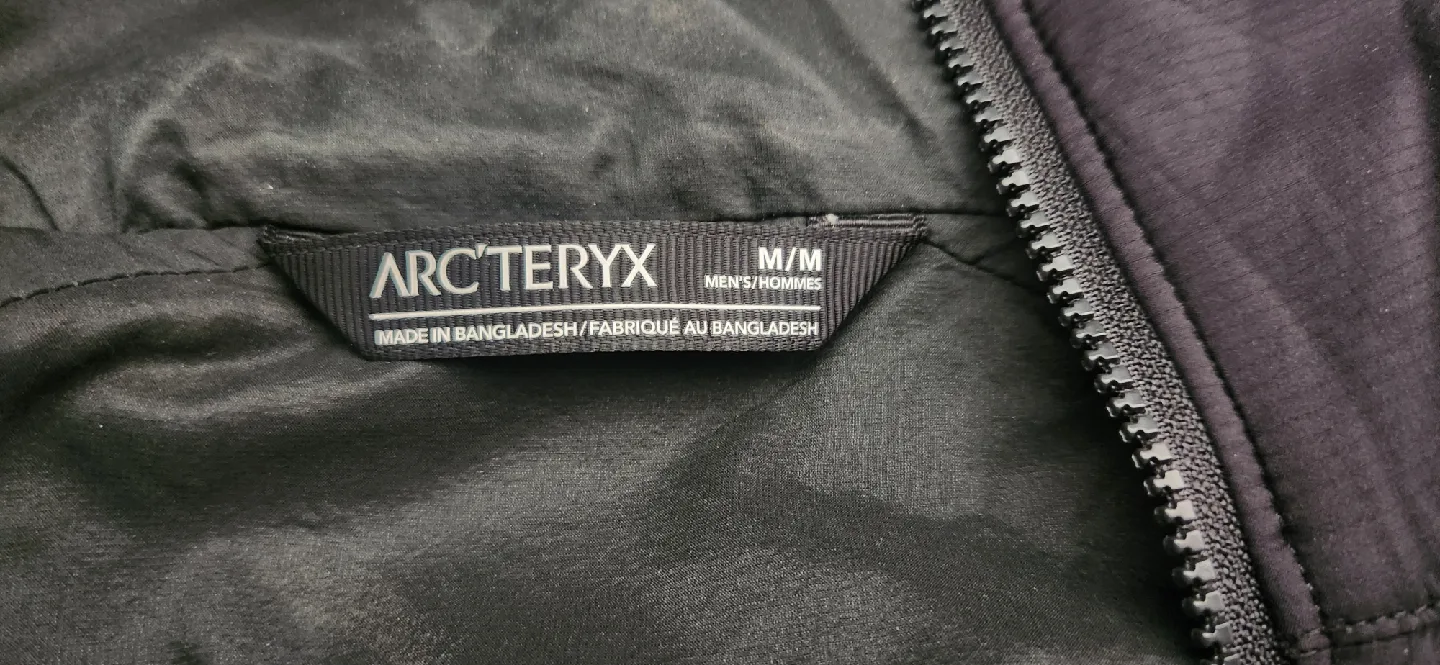 ARC'TERYX
M/M
MEN'S/HOMMES
MADE IN BANGLADESH/FABRIQUÉ AU BANGLADESH